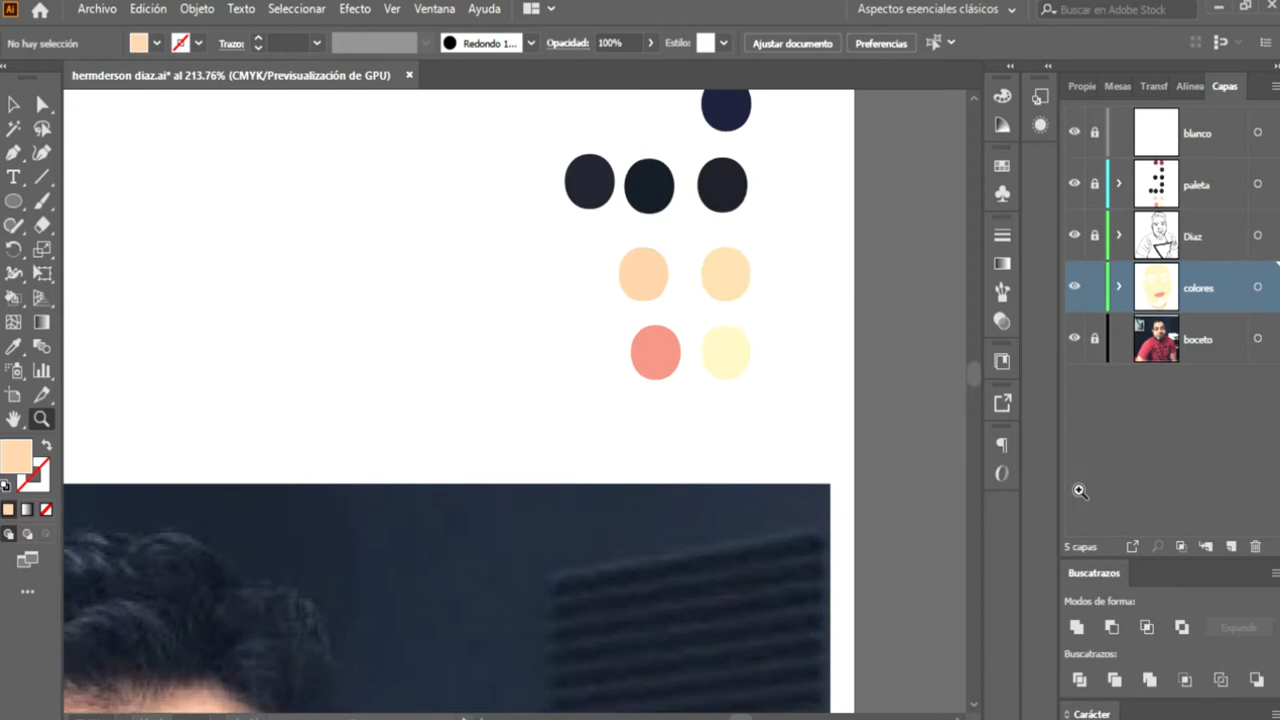 Ai Archivo Edición Objeto Texto Seleccionar Efecto Ver Ventana Ayuda Aspectos esenciales clásicos Buscar en Adobe Stock
No hay selección Trazo: Redondo 1... Opacidad: 100% Estilo: Ajustar documento Preferencias
hermderson diaz.ai* al 213.76% (CMYK/Previsualización de GPU) ×
Propie Mesas Transf Alinea Capas
blanco
paleta
Diaz
colores
boceto
5 capas
Buscatrazos
Modos de forma:
Expandir
Buscatrazos:
Carácter